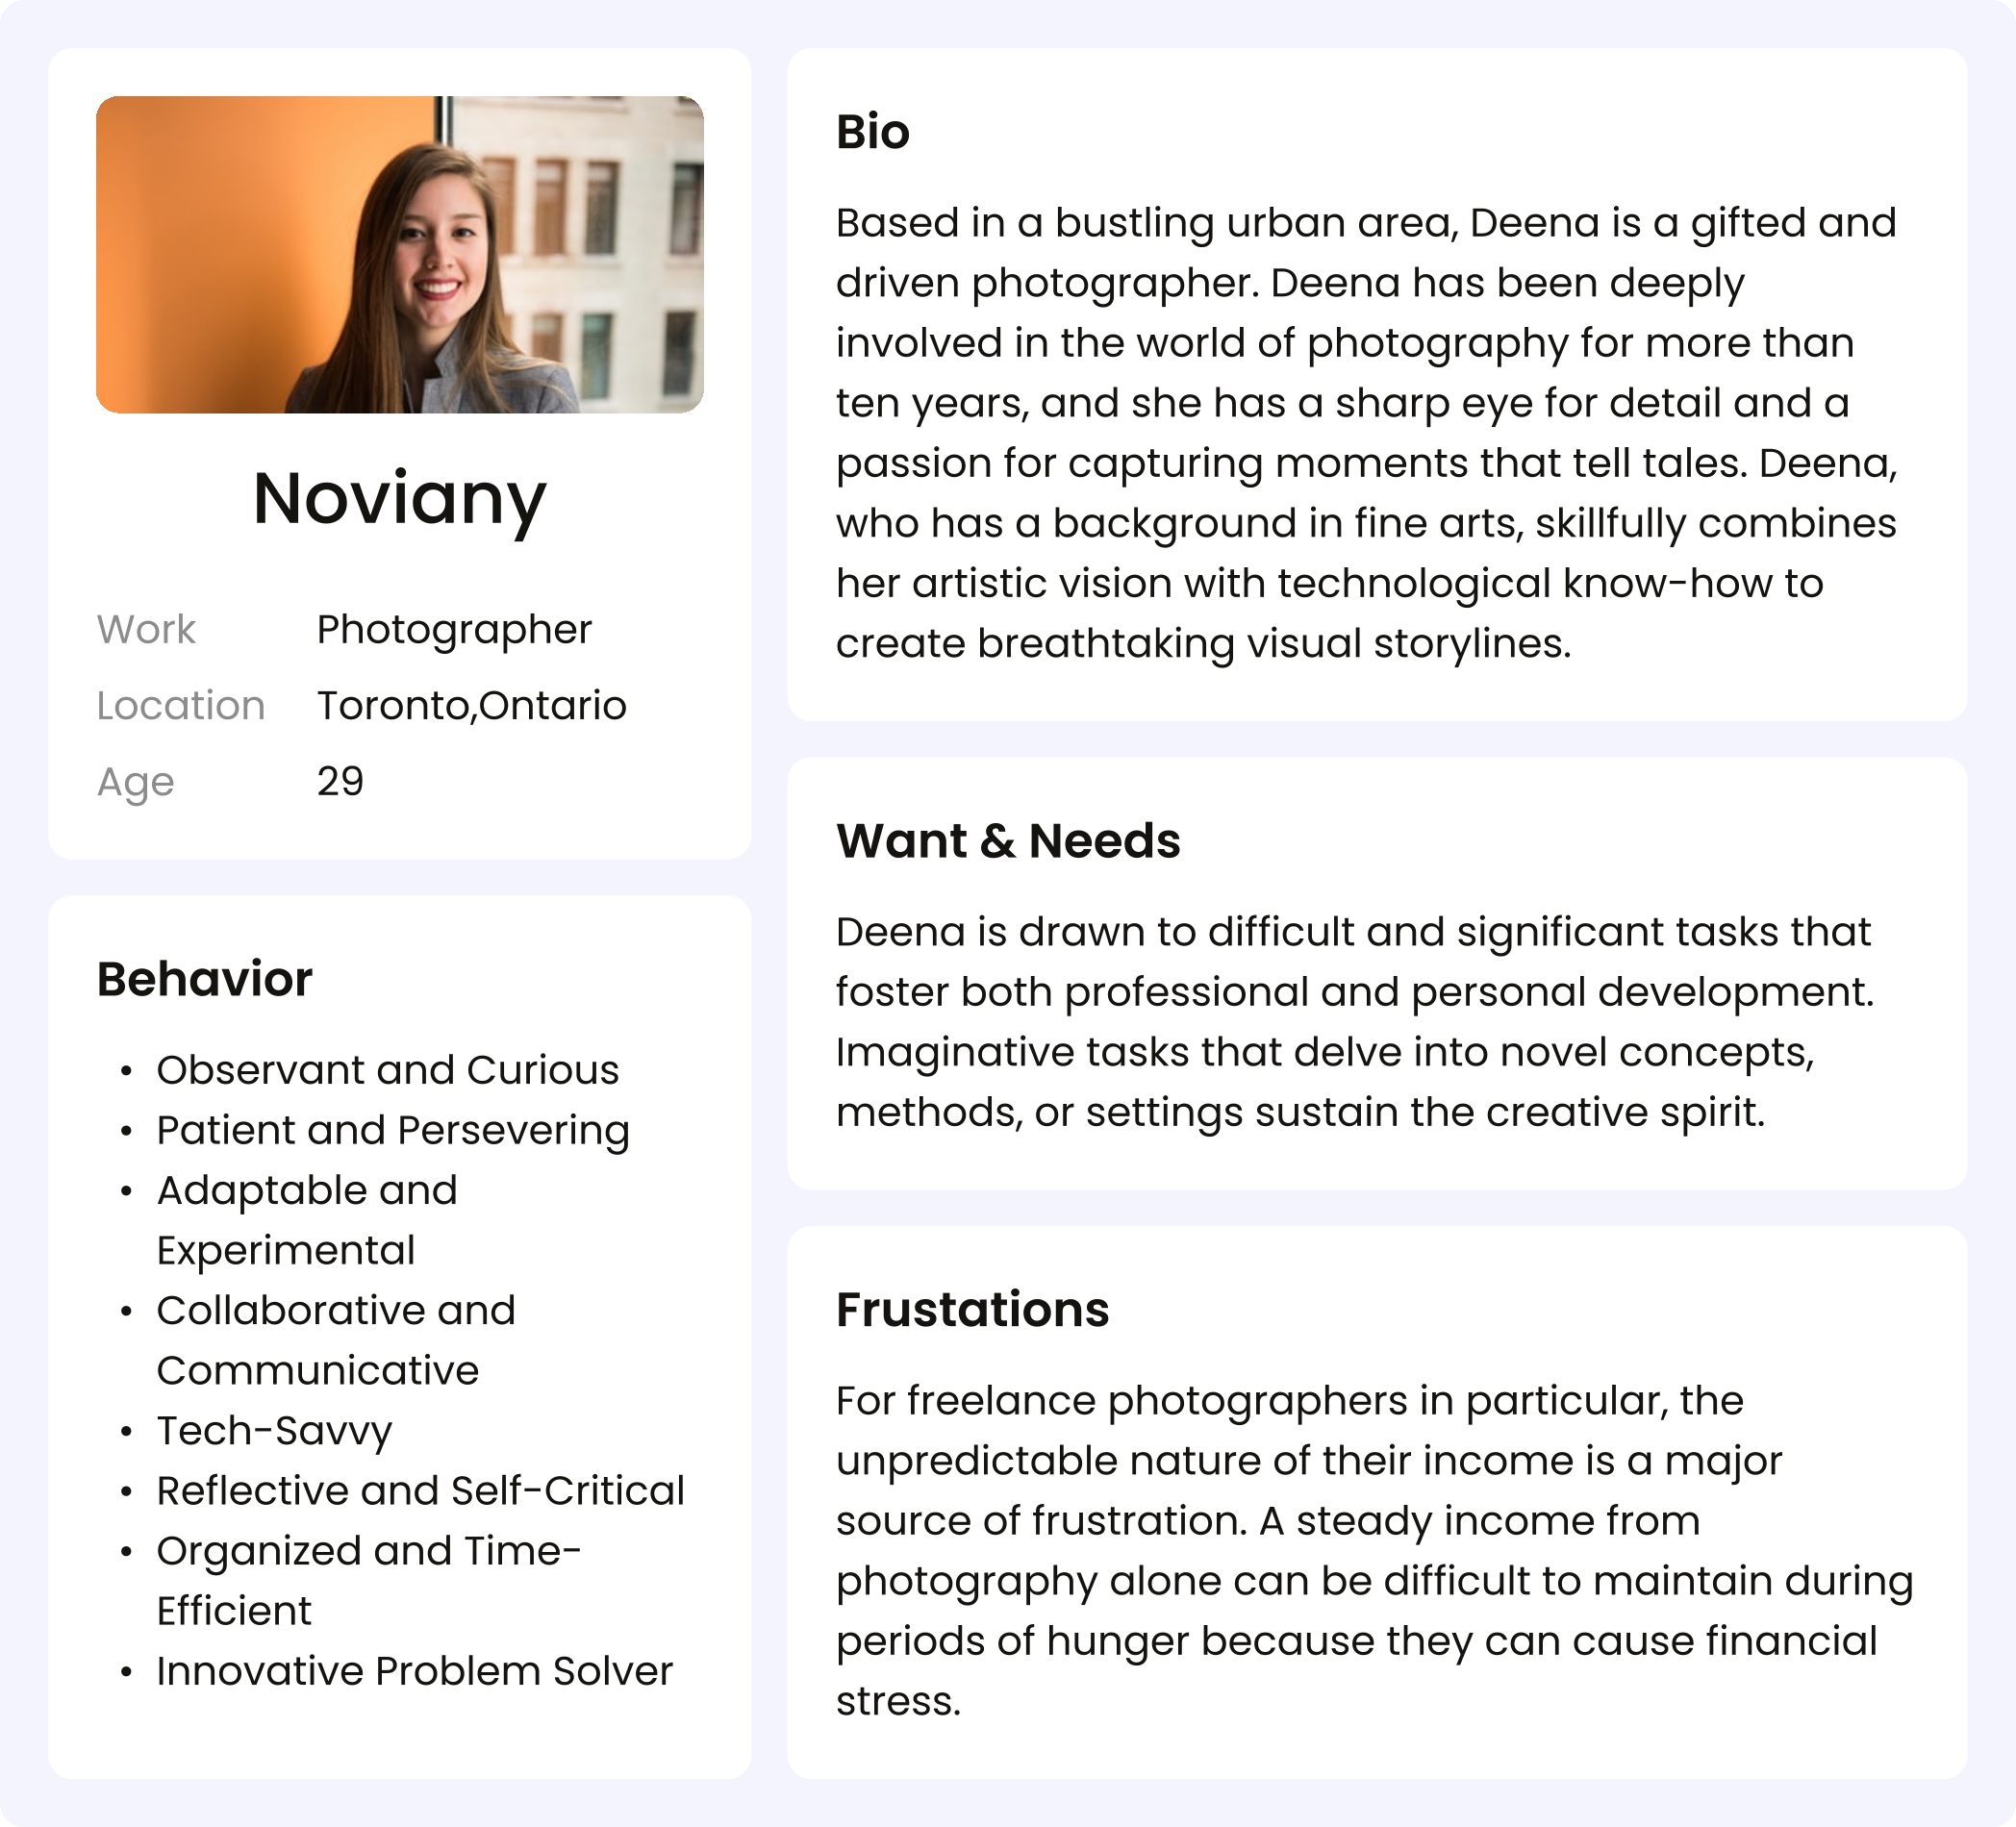 Noviany
Work Photographer
Location Toronto,Ontario
Age 29
Behavior
• Observant and Curious
• Patient and Persevering
• Adaptable and
Experimental
• Collaborative and
Communicative
• Tech-Savvy
• Reflective and Self-Critical
• Organized and Time-
Efficient
• Innovative Problem Solver
Bio
Based in a bustling urban area, Deena is a gifted and
driven photographer. Deena has been deeply
involved in the world of photography for more than
ten years, and she has a sharp eye for detail and a
passion for capturing moments that tell tales. Deena,
who has a background in fine arts, skillfully combines
her artistic vision with technological know-how to
create breathtaking visual storylines.
Want & Needs
Deena is drawn to difficult and significant tasks that
foster both professional and personal development.
Imaginative tasks that delve into novel concepts,
methods, or settings sustain the creative spirit.
Frustations
For freelance photographers in particular, the
unpredictable nature of their income is a major
source of frustration. A steady income from
photography alone can be difficult to maintain during
periods of hunger because they can cause financial
stress.